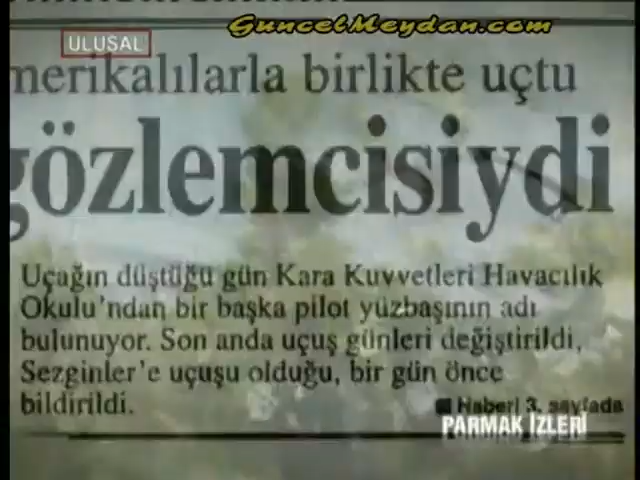 GuncelMeydan.com
ULUSAL
merikalılarla birlikte uçtu
gözlemcisiydi
Uçağın düştüğü gün Kara Kuvvetleri Havacılık
Okulu'ndan bir başka pilot yüzbaşının adı
bulunuyor. Son anda uçuş günleri değiştirildi,
Sezginler'e uçuşu olduğu, bir gün önce
bildirildi.
Haberi 3. sayfada
PARMAK İZLERİ